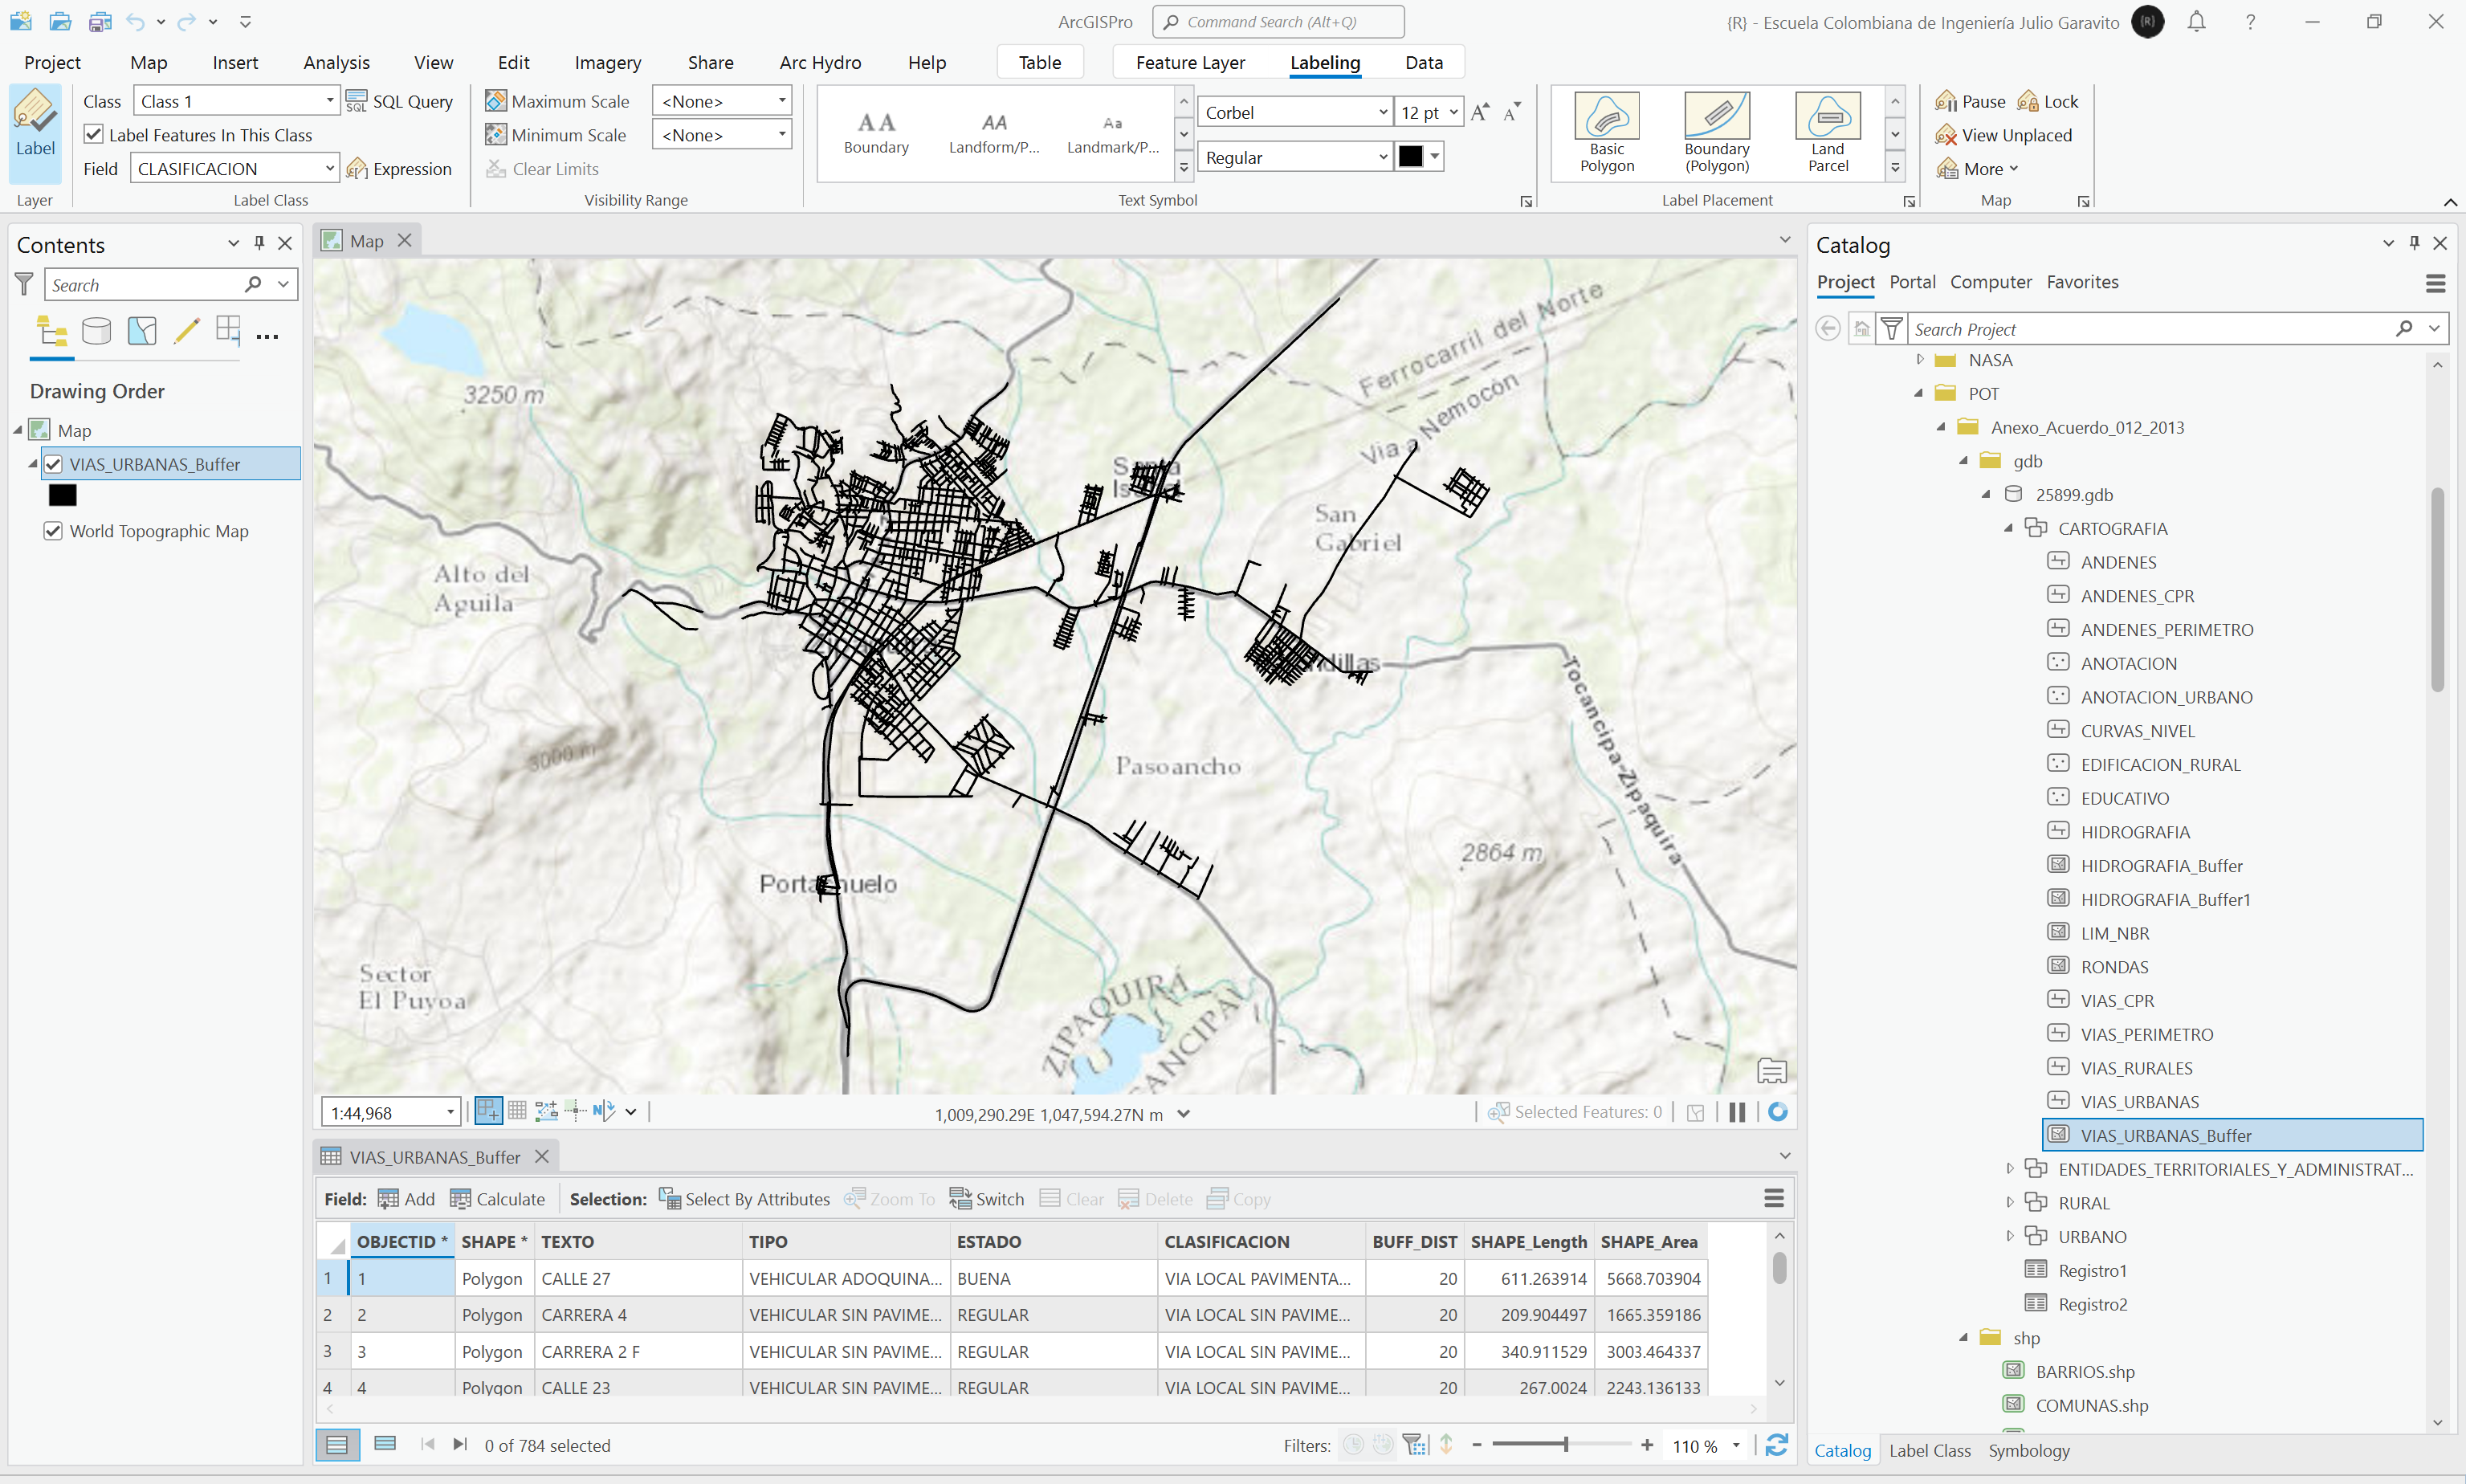 ArcGISPro
Command Search (Alt+Q)
{R} - Escuela Colombiana de Ingeniería Julio Garavito
{R}
Project Map Insert Analysis View Edit Imagery Share Arc Hydro Help Table Feature Layer Labeling Data
Label
Layer
Class Class 1 SQL Query
Label Features In This Class
Field CLASIFICACION Expression
Label Class
Maximum Scale <None>
Minimum Scale <None>
Clear Limits
Visibility Range
AA Boundary
AA Landform/P...
Aa Landmark/P...
Corbel 12 pt
Regular
Text Symbol
Basic Polygon
Boundary (Polygon)
Land Parcel
Label Placement
Pause Lock
View Unplaced
More
Map
Contents
Search
Drawing Order
Map
VIAS_URBANAS_Buffer
World Topographic Map
Map
3250 m
Ferrocarril del Norte
Via a Nemocón
San Gabriel
Alto del Aguila
3000 m
Pasoancho
Tocancipa-Zipaquira
2864 m
Sector El Puyoa
ZIPAQUIRÁ
1:44,968
1,009,290.29E 1,047,594.27N m
Selected Features: 0
VIAS_URBANAS_Buffer
Field: Add Calculate Selection: Select By Attributes Zoom To Switch Clear Delete Copy
OBJECTID * SHAPE * TEXTO TIPO ESTADO CLASIFICACION BUFF_DIST SHAPE_Length SHAPE_Area
1 1 Polygon CALLE 27 VEHICULAR ADOQUINA... BUENA VIA LOCAL PAVIMENTA... 20 611.263914 5668.703904
2 2 Polygon CARRERA 4 VEHICULAR SIN PAVIME... REGULAR VIA LOCAL SIN PAVIME... 20 209.904497 1665.359186
3 3 Polygon CARRERA 2 F VEHICULAR SIN PAVIME... REGULAR VIA LOCAL SIN PAVIME... 20 340.911529 3003.464337
4 4 Polygon CALLE 23 VEHICULAR SIN PAVIME... REGULAR VIA LOCAL SIN PAVIME... 20 267.0024 2243.136133
0 of 784 selected
Filters:
110 %
Catalog
Project Portal Computer Favorites
Search Project
NASA
POT
Anexo_Acuerdo_012_2013
gdb
25899.gdb
CARTOGRAFIA
ANDENES
ANDENES_CPR
ANDENES_PERIMETRO
ANOTACION
ANOTACION_URBANO
CURVAS_NIVEL
EDIFICACION_RURAL
EDUCATIVO
HIDROGRAFIA
HIDROGRAFIA_Buffer
HIDROGRAFIA_Buffer1
LIM_NBR
RONDAS
VIAS_CPR
VIAS_PERIMETRO
VIAS_RURALES
VIAS_URBANAS
VIAS_URBANAS_Buffer
ENTIDADES_TERRITORIALES_Y_ADMINISTRAT...
RURAL
URBANO
Registro1
Registro2
shp
BARRIOS.shp
COMUNAS.shp
Catalog Label Class Symbology